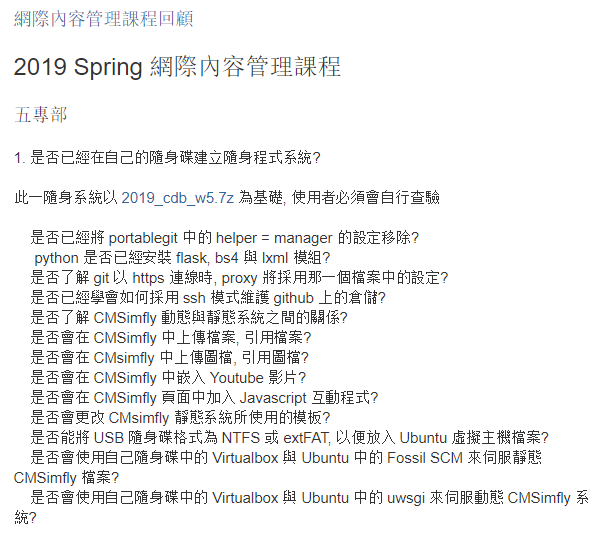 網際內容管理課程回顧
2019 Spring 網際內容管理課程
五專部
1. 是否已經在自己的隨身碟建立隨身程式系統?
此一隨身系統以 2019_cdb_w5.7z 為基礎, 使用者必須會自行查驗
是否已經將 portablegit 中的 helper = manager 的設定移除?
python 是否已經安裝 flask, bs4 與 lxml 模組?
是否了解 git 以 https 連線時, proxy 將採用那一個檔案中的設定?
是否已經學會如何採用 ssh 模式維護 github 上的倉儲?
是否了解 CMSimfly 動態與靜態系統之間的關係?
是否會在 CMSimfly 中上傳檔案, 引用檔案?
是否會在 CMsimfly 中上傳圖檔, 引用圖檔?
是否會在 CMSimfly 中嵌入 Youtube 影片?
是否會在 CMSimfly 頁面中加入 Javascript 互動程式?
是否會更改 CMsimfly 靜態系統所使用的模板?
是否能將 USB 隨身碟格式為 NTFS 或 extFAT, 以便放入 Ubuntu 虛擬主機檔案?
是否會使用自己隨身碟中的 Virtualbox 與 Ubuntu 中的 Fossil SCM 來伺服靜態
CMSimfly 檔案?
是否會使用自己隨身碟中的 Virtualbox 與 Ubuntu 中的 uwsgi 來伺服動態 CMSimfly 系
統?